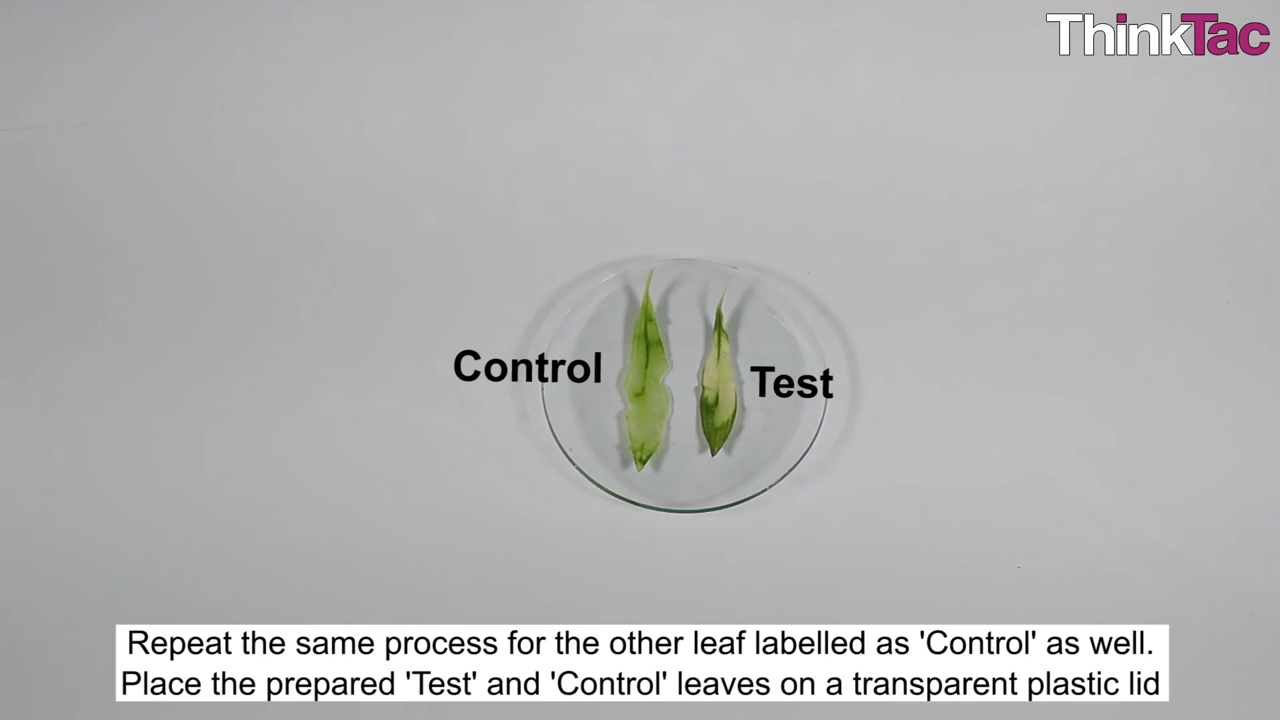 ThinkTac
Control
Test
Repeat the same process for the other leaf labelled as 'Control' as well.
Place the prepared 'Test' and 'Control' leaves on a transparent plastic lid